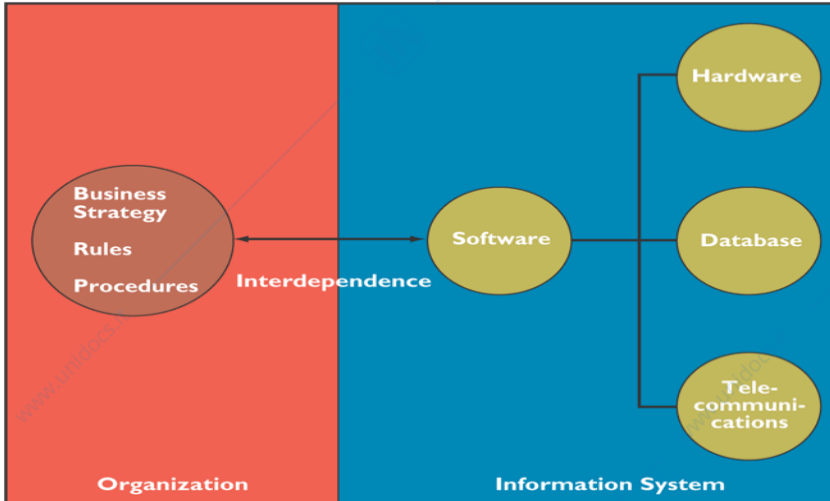 Business
Strategy
Rules
Procedures
Interdependence
Software
Hardware
Database
Tele-
communi-
cations
Organization
Information System